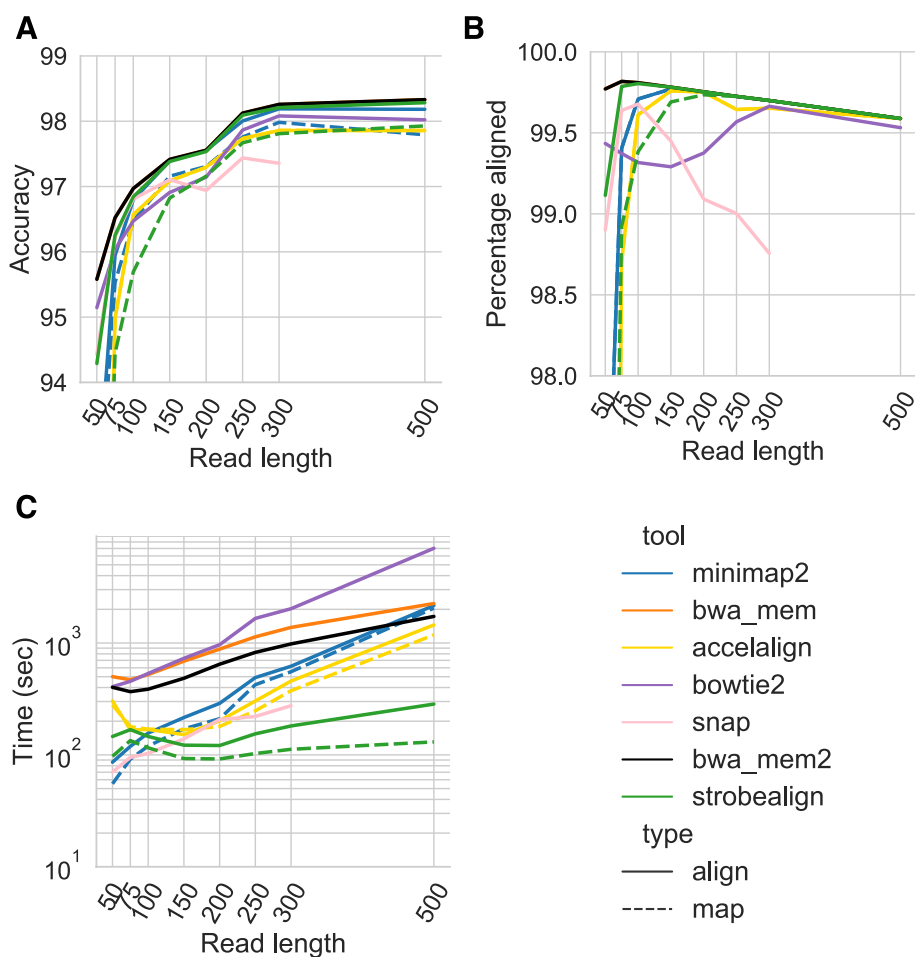 A
Accuracy
99
98
97
96
95
94
50
75
100
150
200
250
300
500
Read length
B
Percentage aligned
100.0
99.5
99.0
98.5
98.0
50
75
100
150
200
250
300
500
Read length
C
Time (sec)
10³
10²
10¹
50
75
100
150
200
250
300
500
Read length
tool
minimap2
bwa_mem
accelalign
bowtie2
snap
bwa_mem2
strobealign
type
align
map